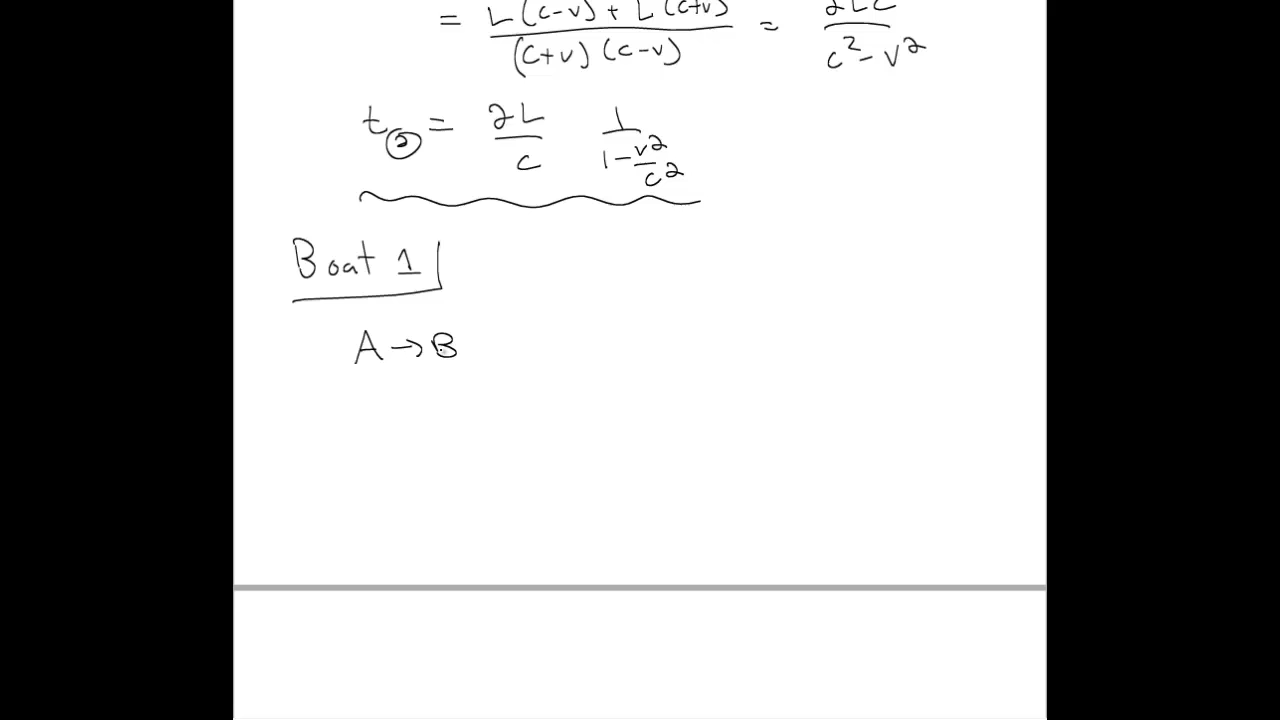 = L(c-v) + L(c+v) / (c+v)(c-v) = 2LC / c² - v²
t② = 2L/c 1/(1 - v²/c²)
Boat 1
A → B